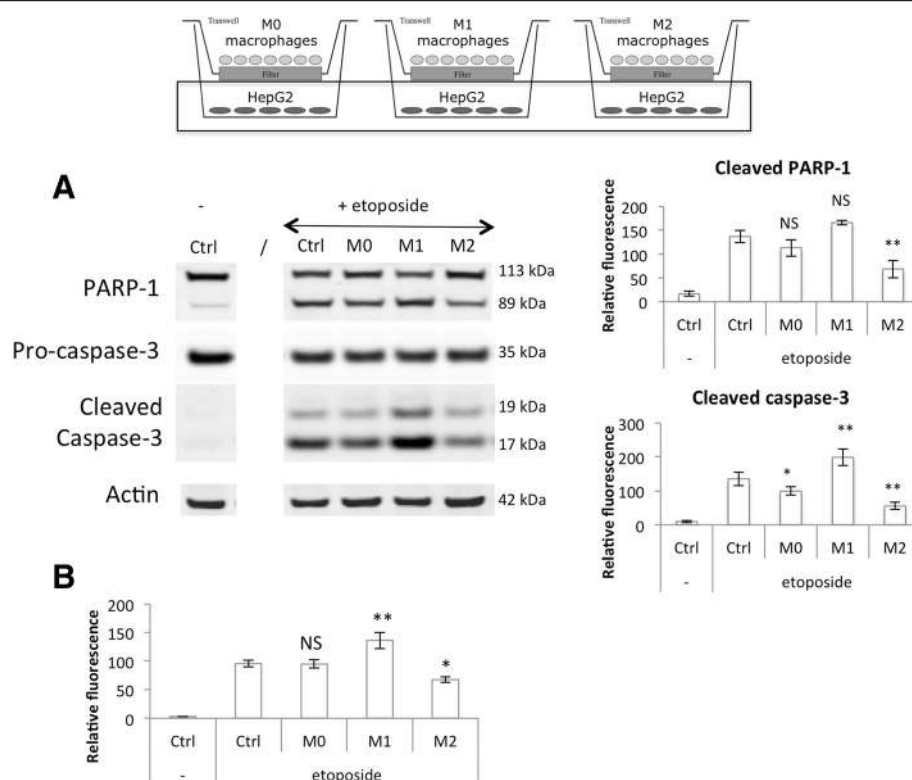 Transwell M0 macrophages
Filter
HepG2
Transwell M1 macrophages
Filter
HepG2
Transwell M2 macrophages
Filter
HepG2
A
- + etoposide
Ctrl / Ctrl M0 M1 M2
PARP-1 113 kDa
89 kDa
Pro-caspase-3 35 kDa
Cleaved 19 kDa
Caspase-3 17 kDa
Actin 42 kDa
Cleaved PARP-1
Relative fluorescence
200
150
100
50
0
NS NS **
Ctrl Ctrl M0 M1 M2
- etoposide
Cleaved caspase-3
Relative fluorescence
300
200
100
0
* ** **
Ctrl Ctrl M0 M1 M2
- etoposide
B
Relative fluorescence
200
150
100
50
0
NS ** *
Ctrl Ctrl M0 M1 M2
- etoposide